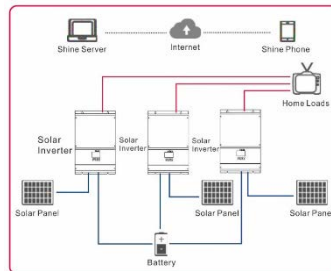 Shine Server
Internet
Shine Phone
Home Loads
Solar
Inverter
Solar
Inverter
Solar
Inverter
Solar Panel
Solar Panel
Solar Pane
Battery